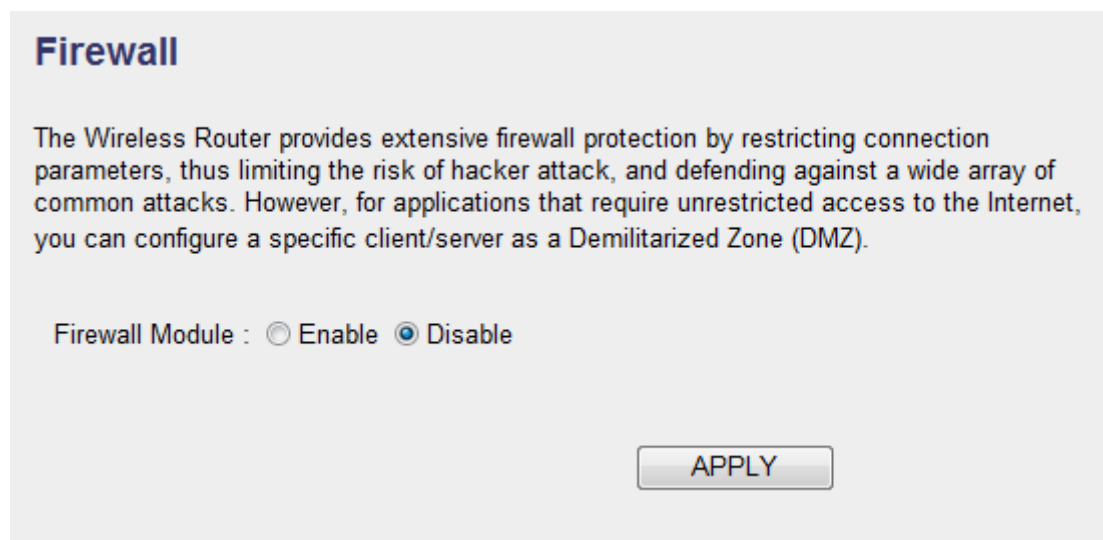 Firewall
The Wireless Router provides extensive firewall protection by restricting connection
parameters, thus limiting the risk of hacker attack, and defending against a wide array of
common attacks. However, for applications that require unrestricted access to the Internet,
you can configure a specific client/server as a Demilitarized Zone (DMZ).
Firewall Module : Enable Disable
APPLY